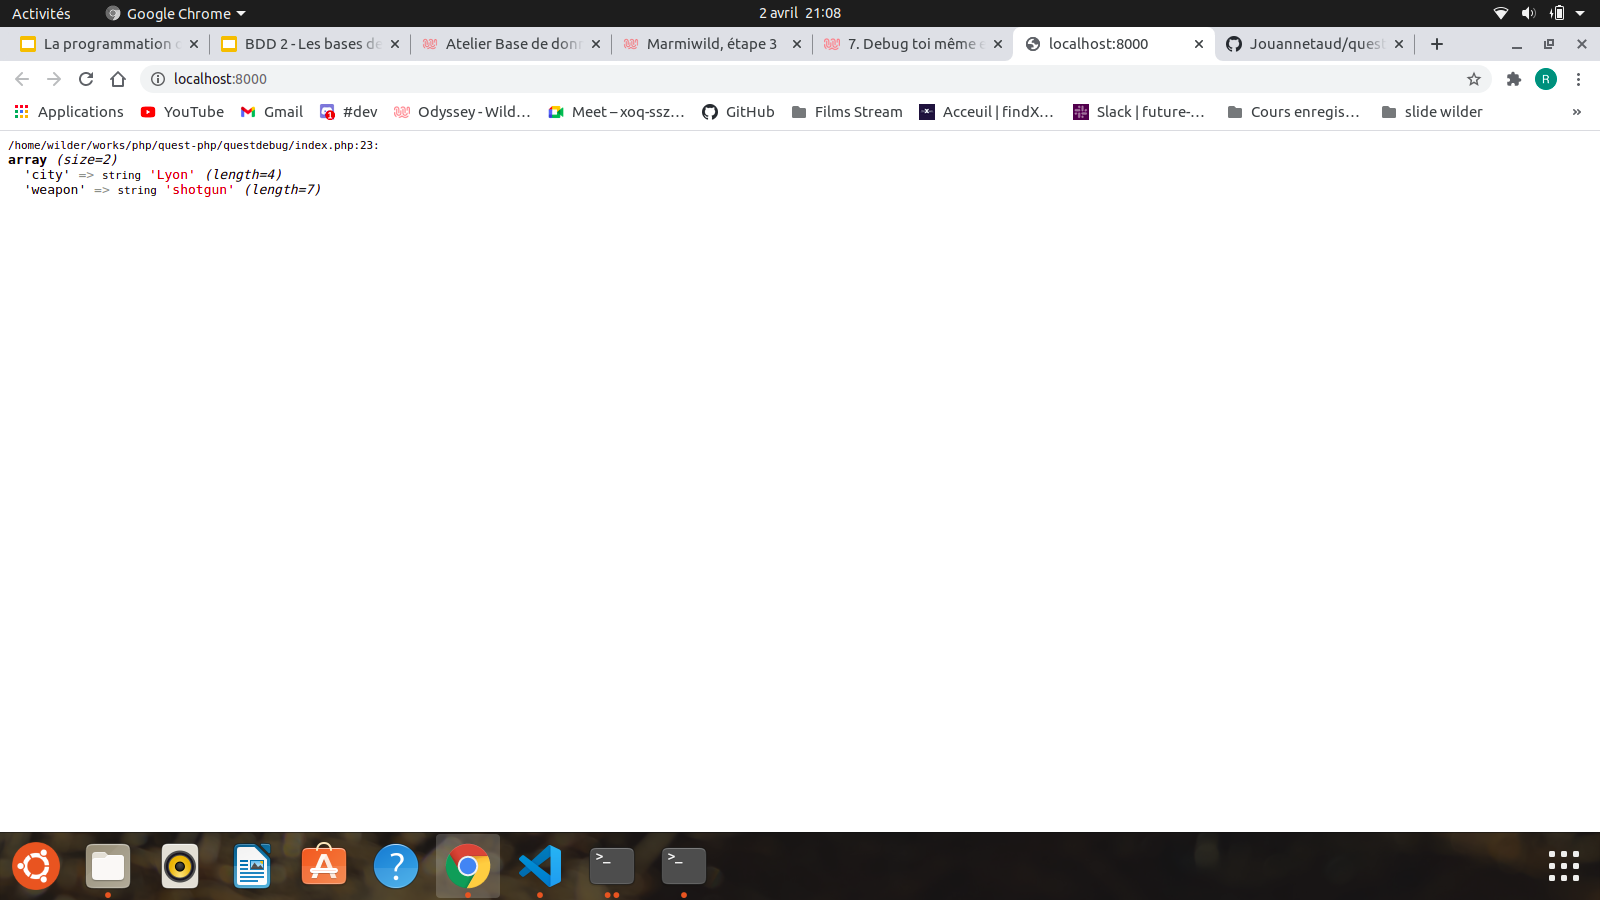 Activités Google Chrome 2 avril 21:08
La programmation BDD 2 - Les bases de Atelier Base de don Marmiwild, étape 3 7. Debug toi même localhost:8000 Jouannetaud/quest
localhost:8000 R
Applications YouTube Gmail #dev Odyssey - Wild… Meet – xoq-ssz… GitHub Films Stream Acceuil | findX… Slack | future-… Cours enregis… slide wilder »
/home/wilder/works/php/quest-php/questdebug/index.php:23:
array (size=2)
'city' => string 'Lyon' (length=4)
'weapon' => string 'shotgun' (length=7)